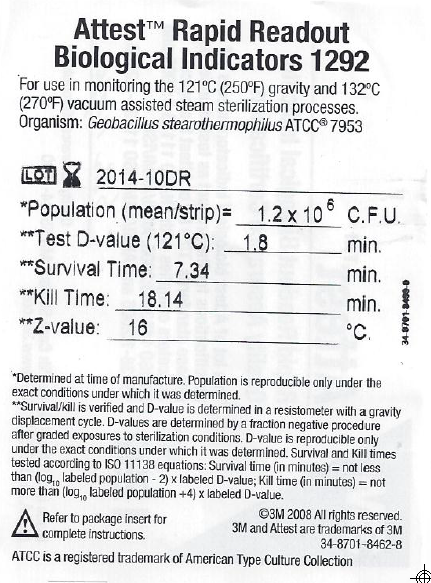 Attest™ Rapid Readout
Biological Indicators 1292
For use in monitoring the 121°C (250°F) gravity and 132°C
(270°F) vacuum assisted steam sterilization processes.
Organism: Geobacillus stearothermophilus ATCC® 7953
LOT 2014-10DR
*Population (mean/strip)= 1.2 x 10⁶ C.F.U.
**Test D-value (121°C): 1.8 min.
**Survival Time: 7.34 min.
**Kill Time: 18.14 min.
**Z-value: 16 °C.
34-8701-8469-0
*Determined at time of manufacture. Population is reproducible only under the
exact conditions under which it was determined.
**Survival/kill is verified and D-value is determined in a resistometer with a gravity
displacement cycle. D-values are determined by a fraction negative procedure
after graded exposures to sterilization conditions. D-value is reproducible only
under the exact conditions under which it was determined. Survival and Kill times
tested according to ISO 11138 equations: Survival time (in minutes) = not less
than (log₁₀ labeled population - 2) x labeled D-value; Kill time (in minutes) = not
more than (log₁₀ labeled population +4) x labeled D-value.
Refer to package insert for
complete instructions.
©3M 2008 All rights reserved.
3M and Attest are trademarks of 3M
34-8701-8462-8
ATCC is a registered trademark of American Type Culture Collection